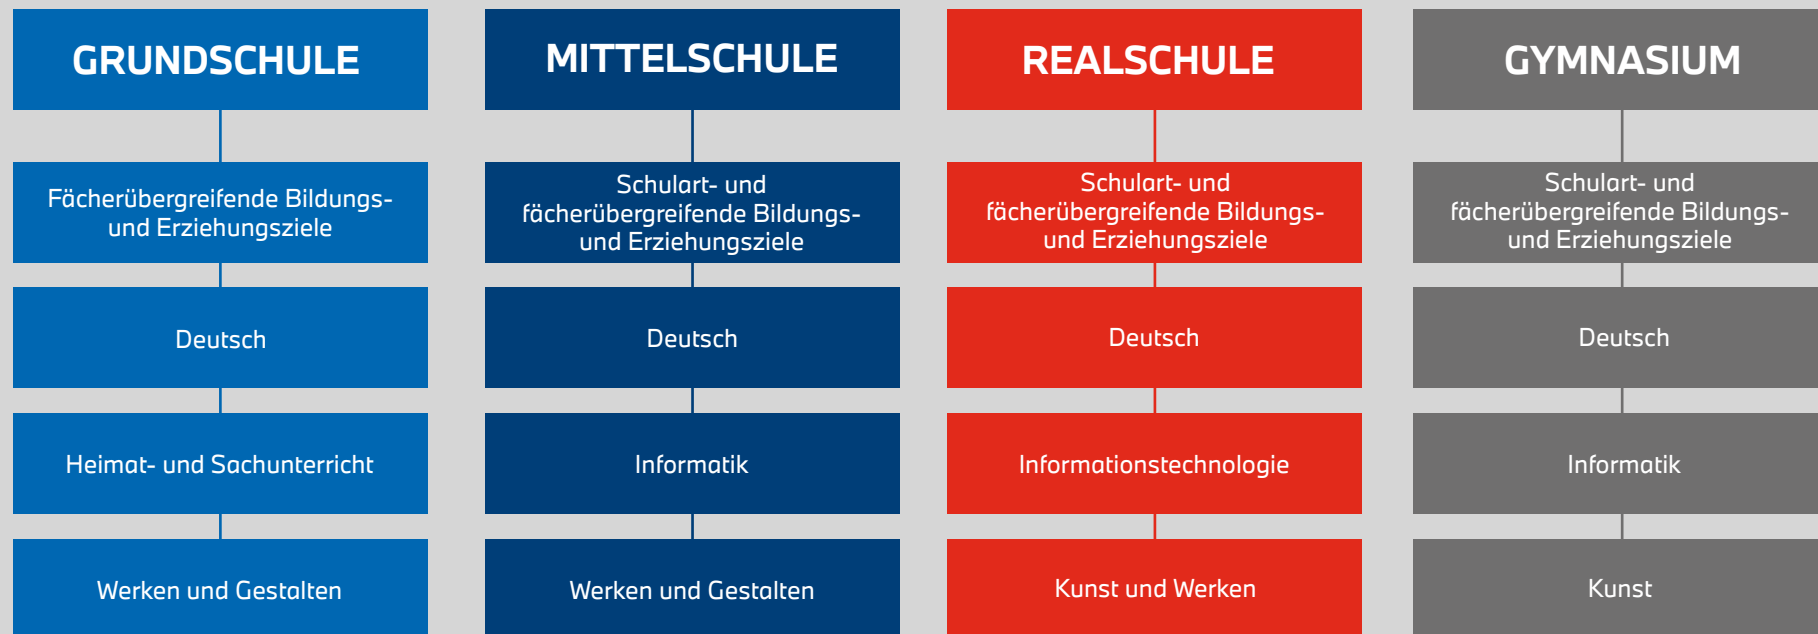 GRUNDSCHULE
Fächerübergreifende Bildungs-
und Erziehungsziele
Deutsch
Heimat- und Sachunterricht
Werken und Gestalten
MITTELSCHULE
Schulart- und
fächerübergreifende Bildungs-
und Erziehungsziele
Deutsch
Informatik
Werken und Gestalten
REALSCHULE
Schulart- und
fächerübergreifende Bildungs-
und Erziehungsziele
Deutsch
Informationstechnologie
Kunst und Werken
GYMNASIUM
Schulart- und
fächerübergreifende Bildungs-
und Erziehungsziele
Deutsch
Informatik
Kunst